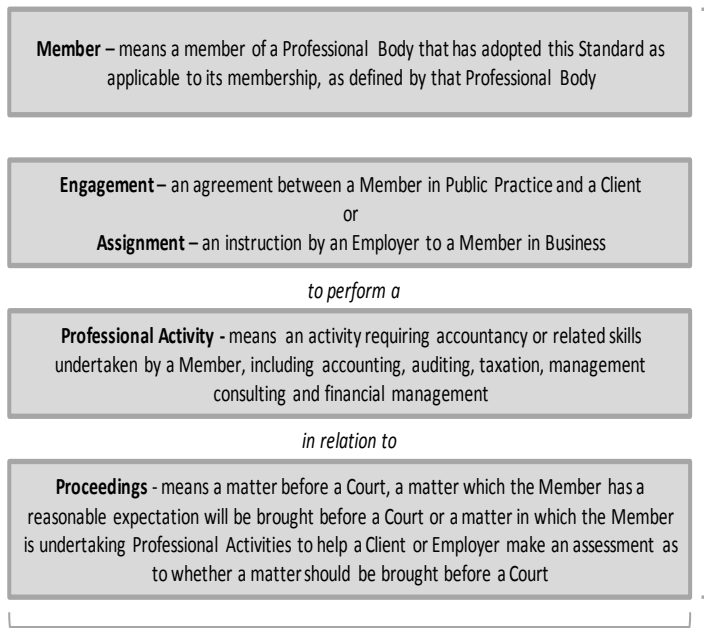 Member – means a member of a Professional Body that has adopted this Standard as
applicable to its membership, as defined by that Professional Body
Engagement – an agreement between a Member in Public Practice and a Client
or
Assignment – an instruction by an Employer to a Member in Business
to perform a
Professional Activity - means an activity requiring accountancy or related skills
undertaken by a Member, including accounting, auditing, taxation, management
consulting and financial management
in relation to
Proceedings - means a matter before a Court, a matter which the Member has a
reasonable expectation will be brought before a Court or a matter in which the Member
is undertaking Professional Activities to help a Client or Employer make an assessment as
to whether a matter should be brought before a Court